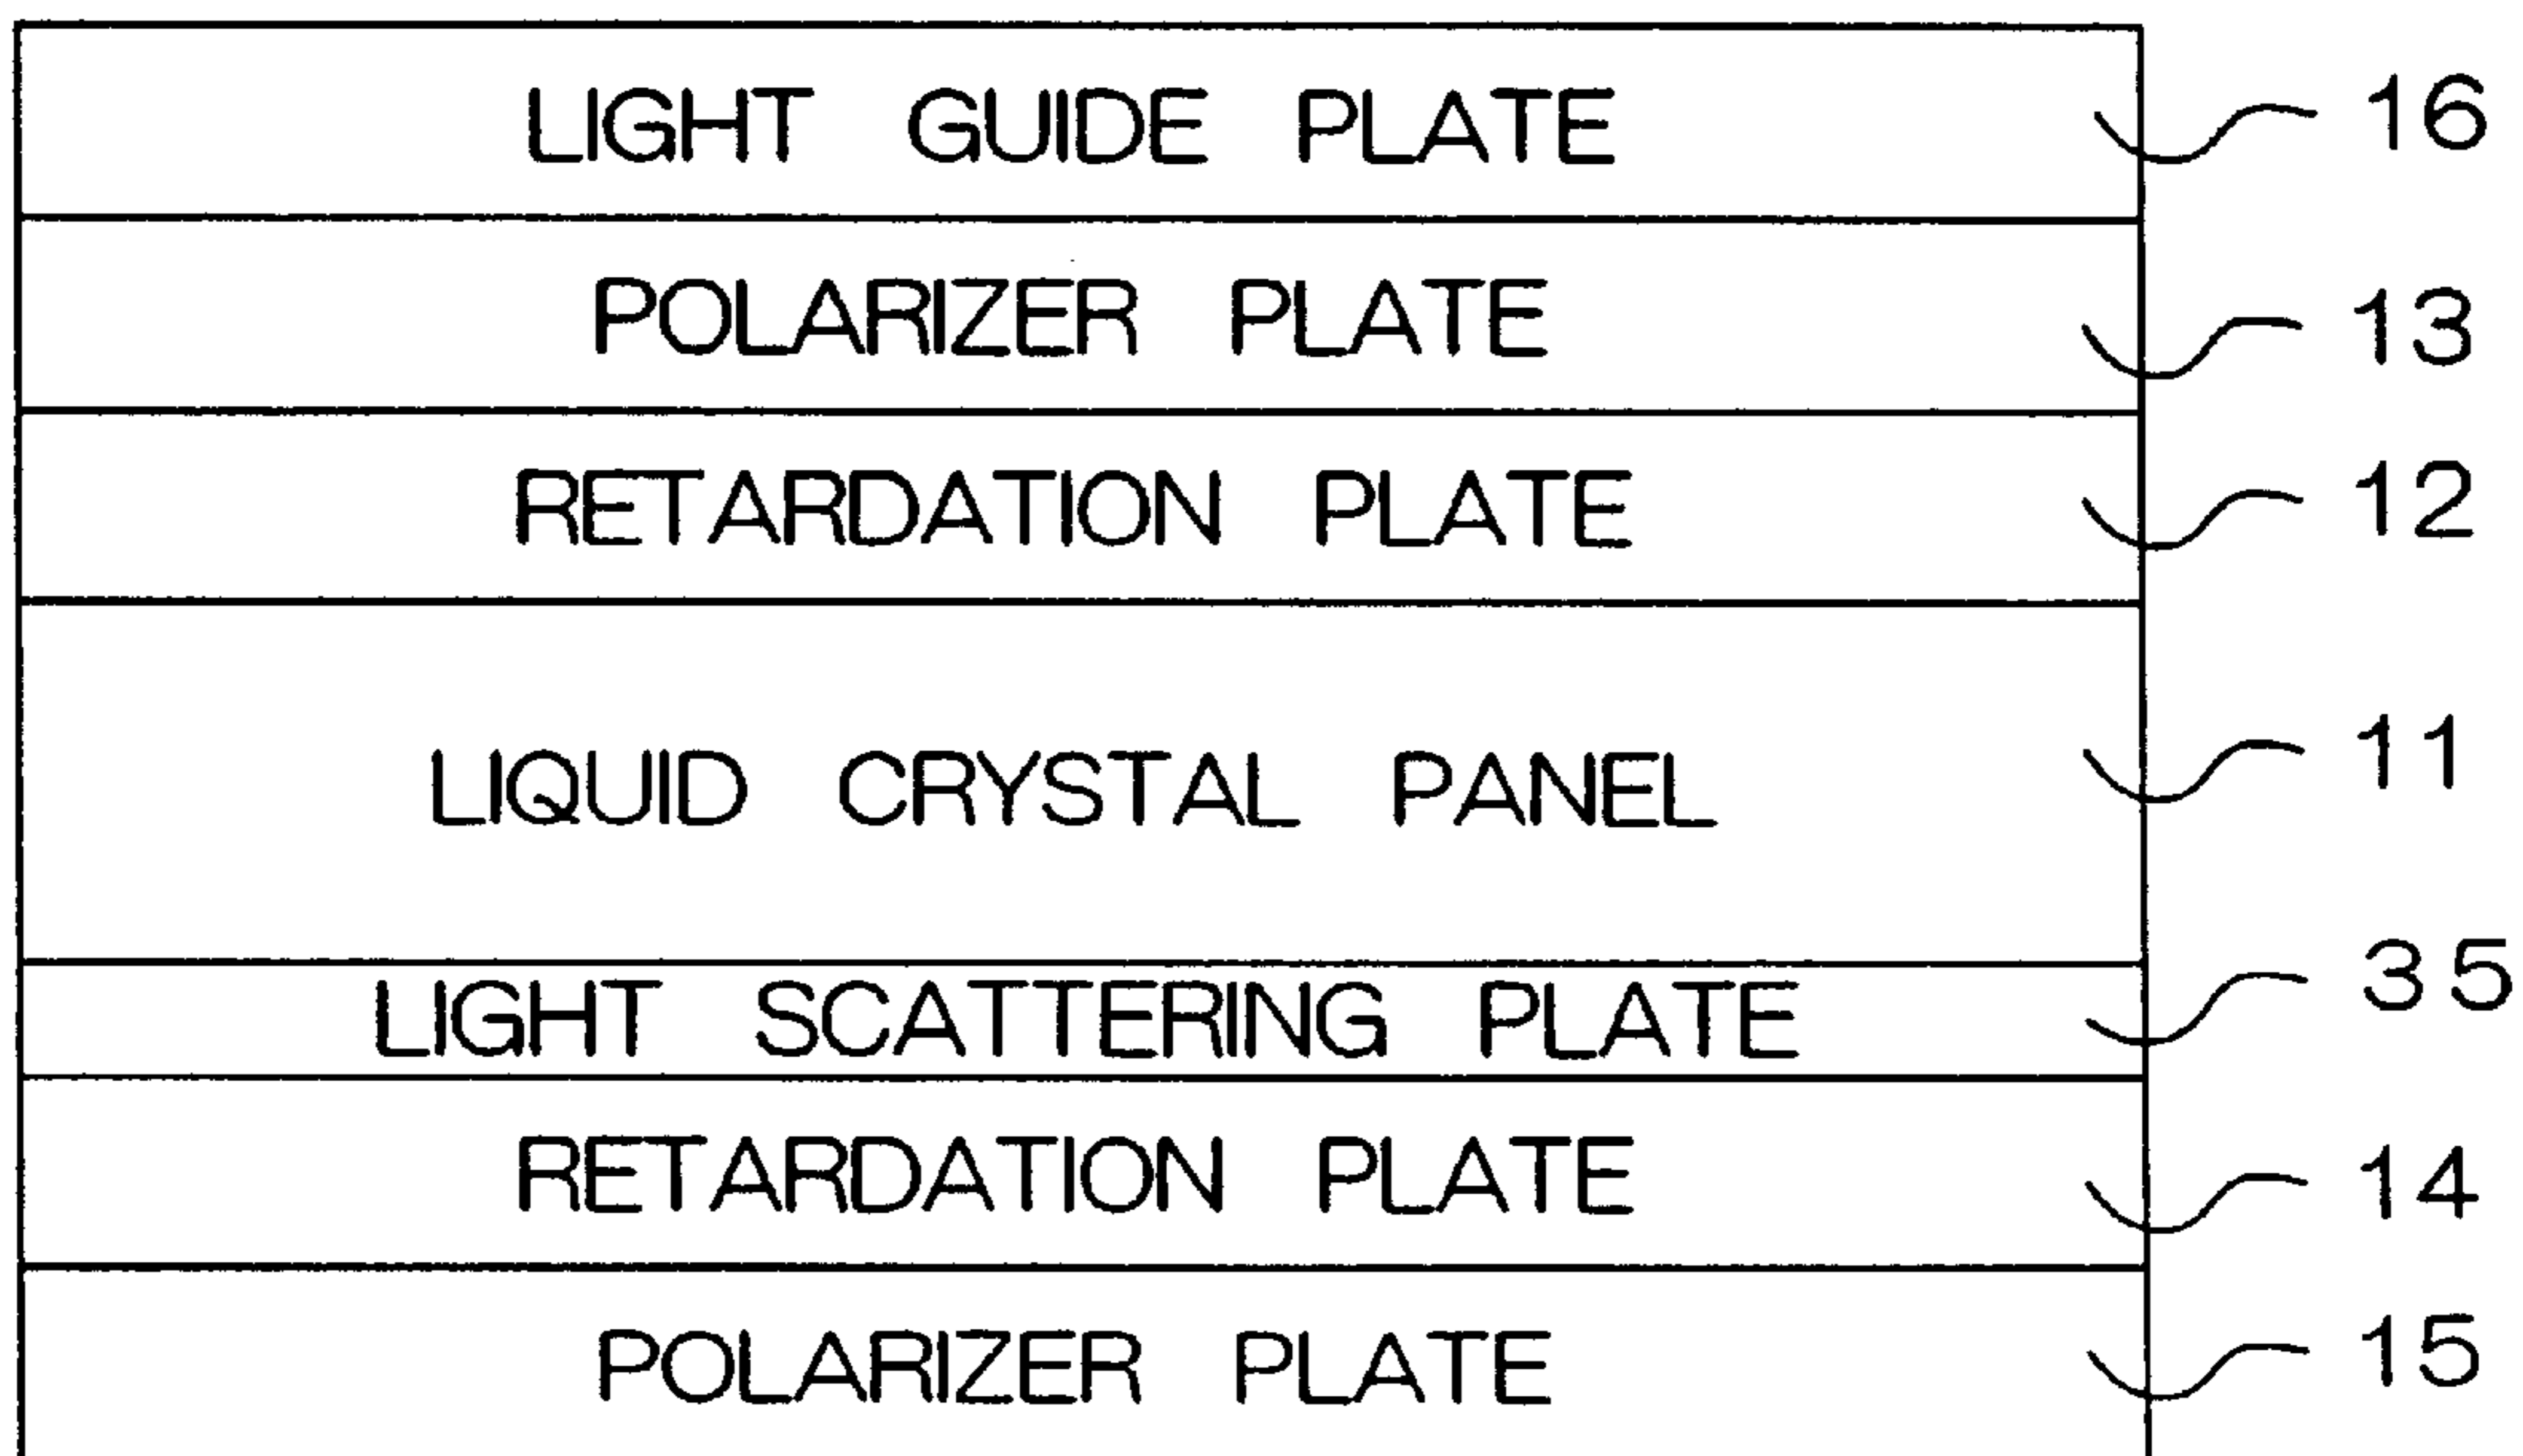 LIGHT GUIDE PLATE 16
POLARIZER PLATE 13
RETARDATION PLATE 12
LIQUID CRYSTAL PANEL 11
LIGHT SCATTERING PLATE 35
RETARDATION PLATE 14
POLARIZER PLATE 15